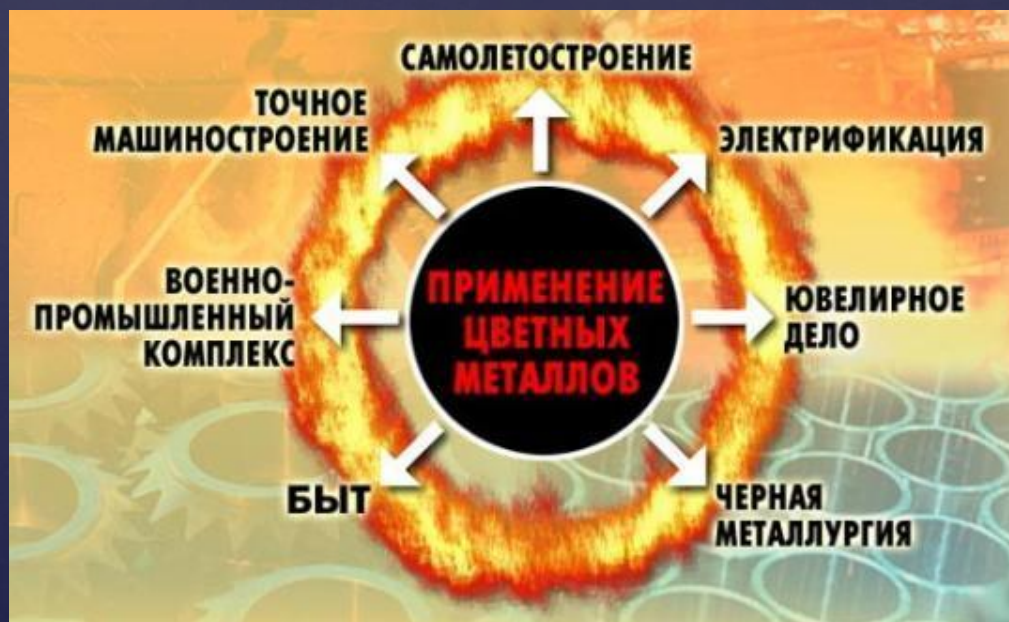 САМОЛЕТОСТРОЕНИЕ
ТОЧНОЕ
МАШИНОСТРОЕНИЕ
ЭЛЕКТРИФИКАЦИЯ
ВОЕННО-
ПРОМЫШЛЕННЫЙ
КОМПЛЕКС
ПРИМЕНЕНИЕ
ЦВЕТНЫХ
МЕТАЛЛОВ
ЮВЕЛИРНОЕ
ДЕЛО
БЫТ
ЧЕРНАЯ
МЕТАЛЛУРГИЯ